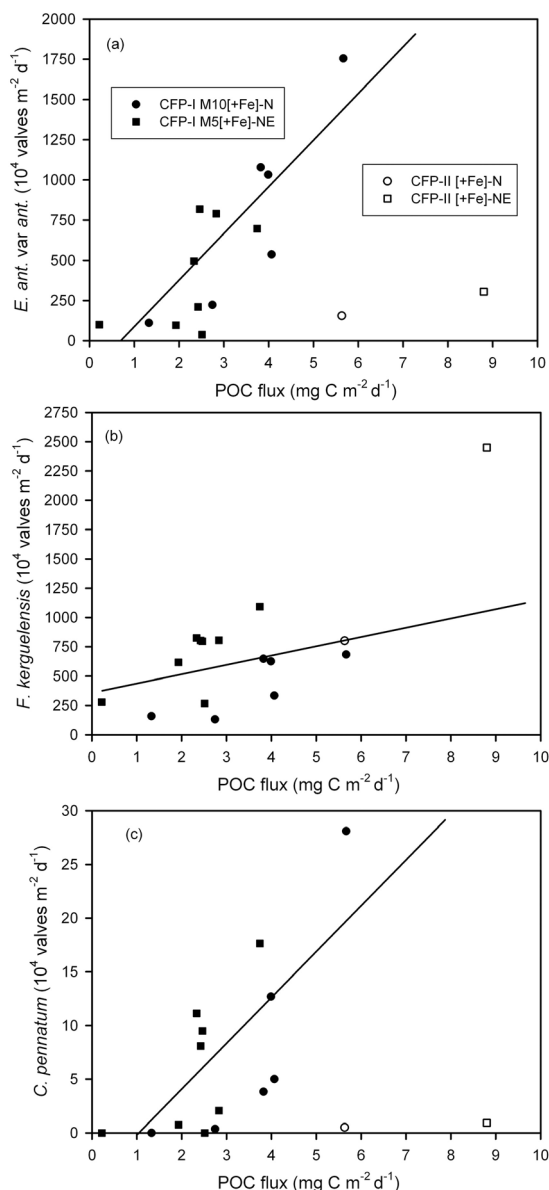 2000
(a)
1750
1500
CFP-I M10[+Fe]-N
CFP-I M5[+Fe]-NE
1250
CFP-II [+Fe]-N
CFP-II [+Fe]-NE
1000
750
500
250
0
E. ant. var ant. (10⁴ valves m⁻² d⁻¹)
0 1 2 3 4 5 6 7 8 9 10
POC flux (mg C m⁻² d⁻¹)
2750
(b)
2500
2250
2000
1750
1500
1250
1000
750
500
250
0
F. kerguelensis (10⁴ valves m⁻² d⁻¹)
0 1 2 3 4 5 6 7 8 9 10
POC flux (mg C m⁻² d⁻¹)
30
(c)
25
20
15
10
5
0
C. pennatum (10⁴ valves m⁻² d⁻¹)
0 1 2 3 4 5 6 7 8 9 10
POC flux (mg C m⁻² d⁻¹)